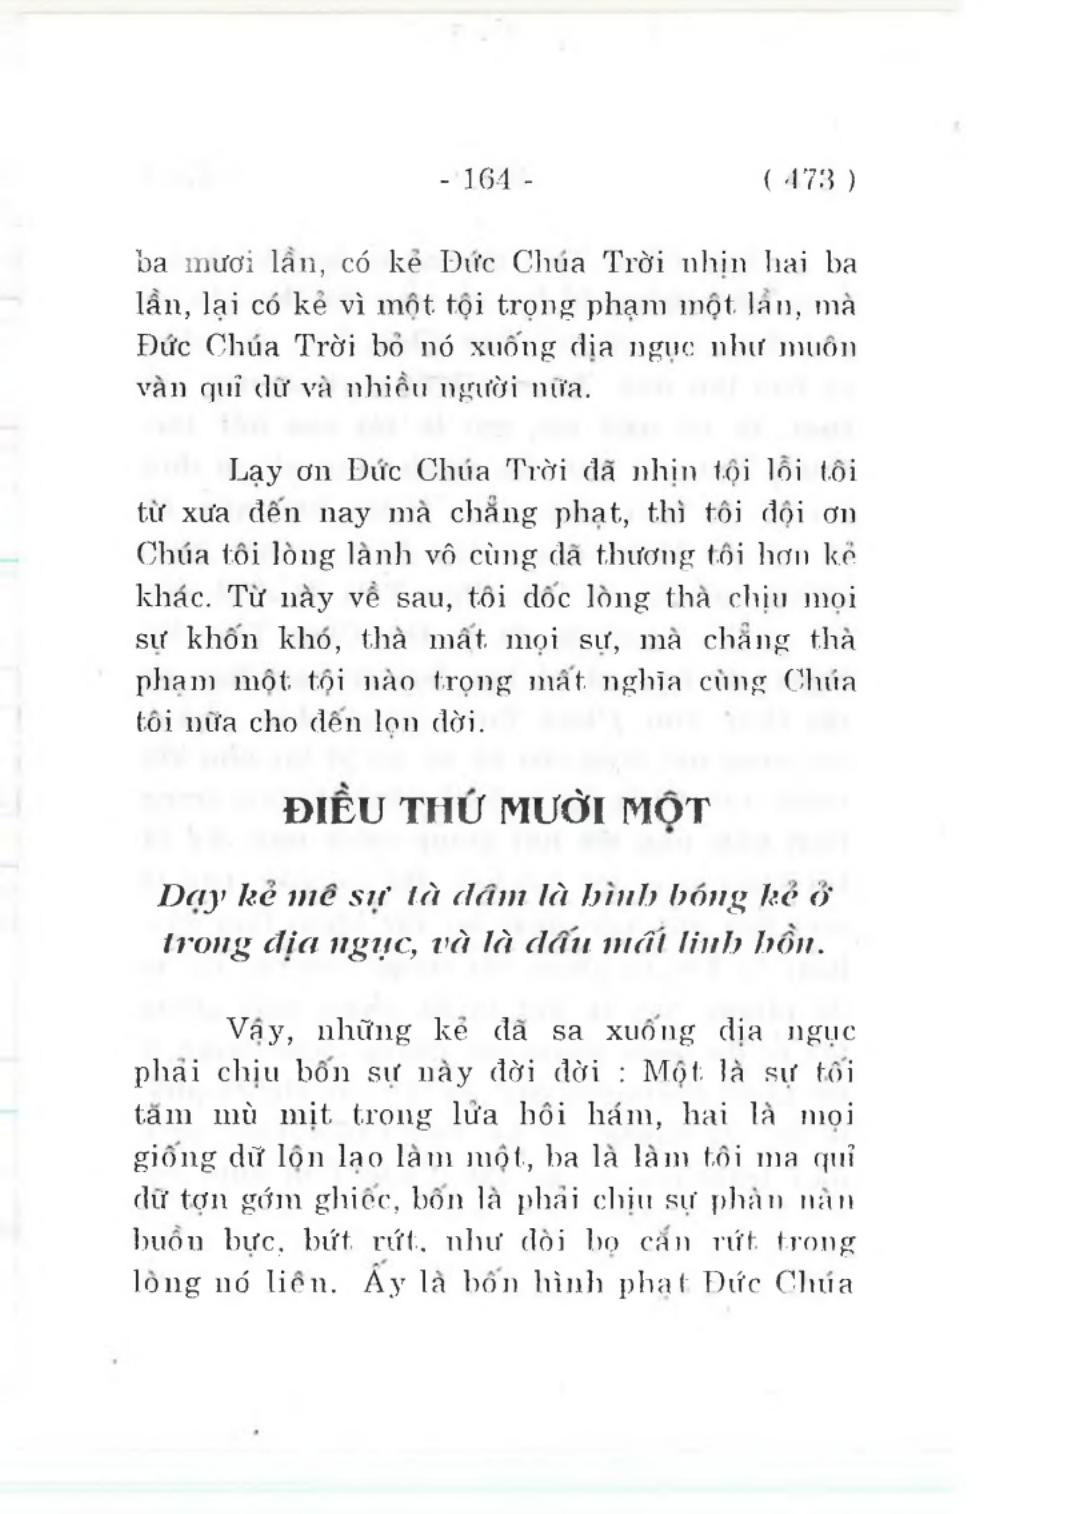 - 164 - ( 473 )
ba mươi lần, có kẻ Đức Chúa Trời nhịn hai ba
lần, lại có kẻ vì một tội trọng phạm một lần, mà
Đức Chúa Trời bỏ nó xuống địa ngục như muôn
vàn quỉ dữ và nhiều người nữa.
Lạy ơn Đức Chúa Trời đã nhịn tội lỗi tôi
từ xưa đến nay mà chẳng phạt, thì tôi đội ơn
Chúa tôi lòng lành vô cùng đã thương tôi hơn kẻ
khác. Từ này về sau, tôi dốc lòng thà chịu mọi
sự khốn khó, thà mất mọi sự, mà chẳng thà
phạm một tội nào trọng mất nghĩa cùng Chúa
tôi nữa cho đến lọn đời.
ĐIỀU THỨ MƯỜI MỘT
Dạy kẻ mê sự tà dâm là hình bóng kẻ ở
trong địa ngục, và là dấu mất linh hồn.
Vậy, những kẻ đã sa xuống địa ngục
phải chịu bốn sự này đời đời : Một là sự tối
tăm mù mịt trong lửa hôi hám, hai là mọi
giống dữ lộn lạo làm một, ba là làm tôi ma quỉ
dữ tợn gớm ghiếc, bốn là phải chịu sự phàn nàn
buồn bực, bứt rứt, như dòi bọ cắn rứt trong
lòng nó liên. Ấy là bốn hình phạt Đức Chúa